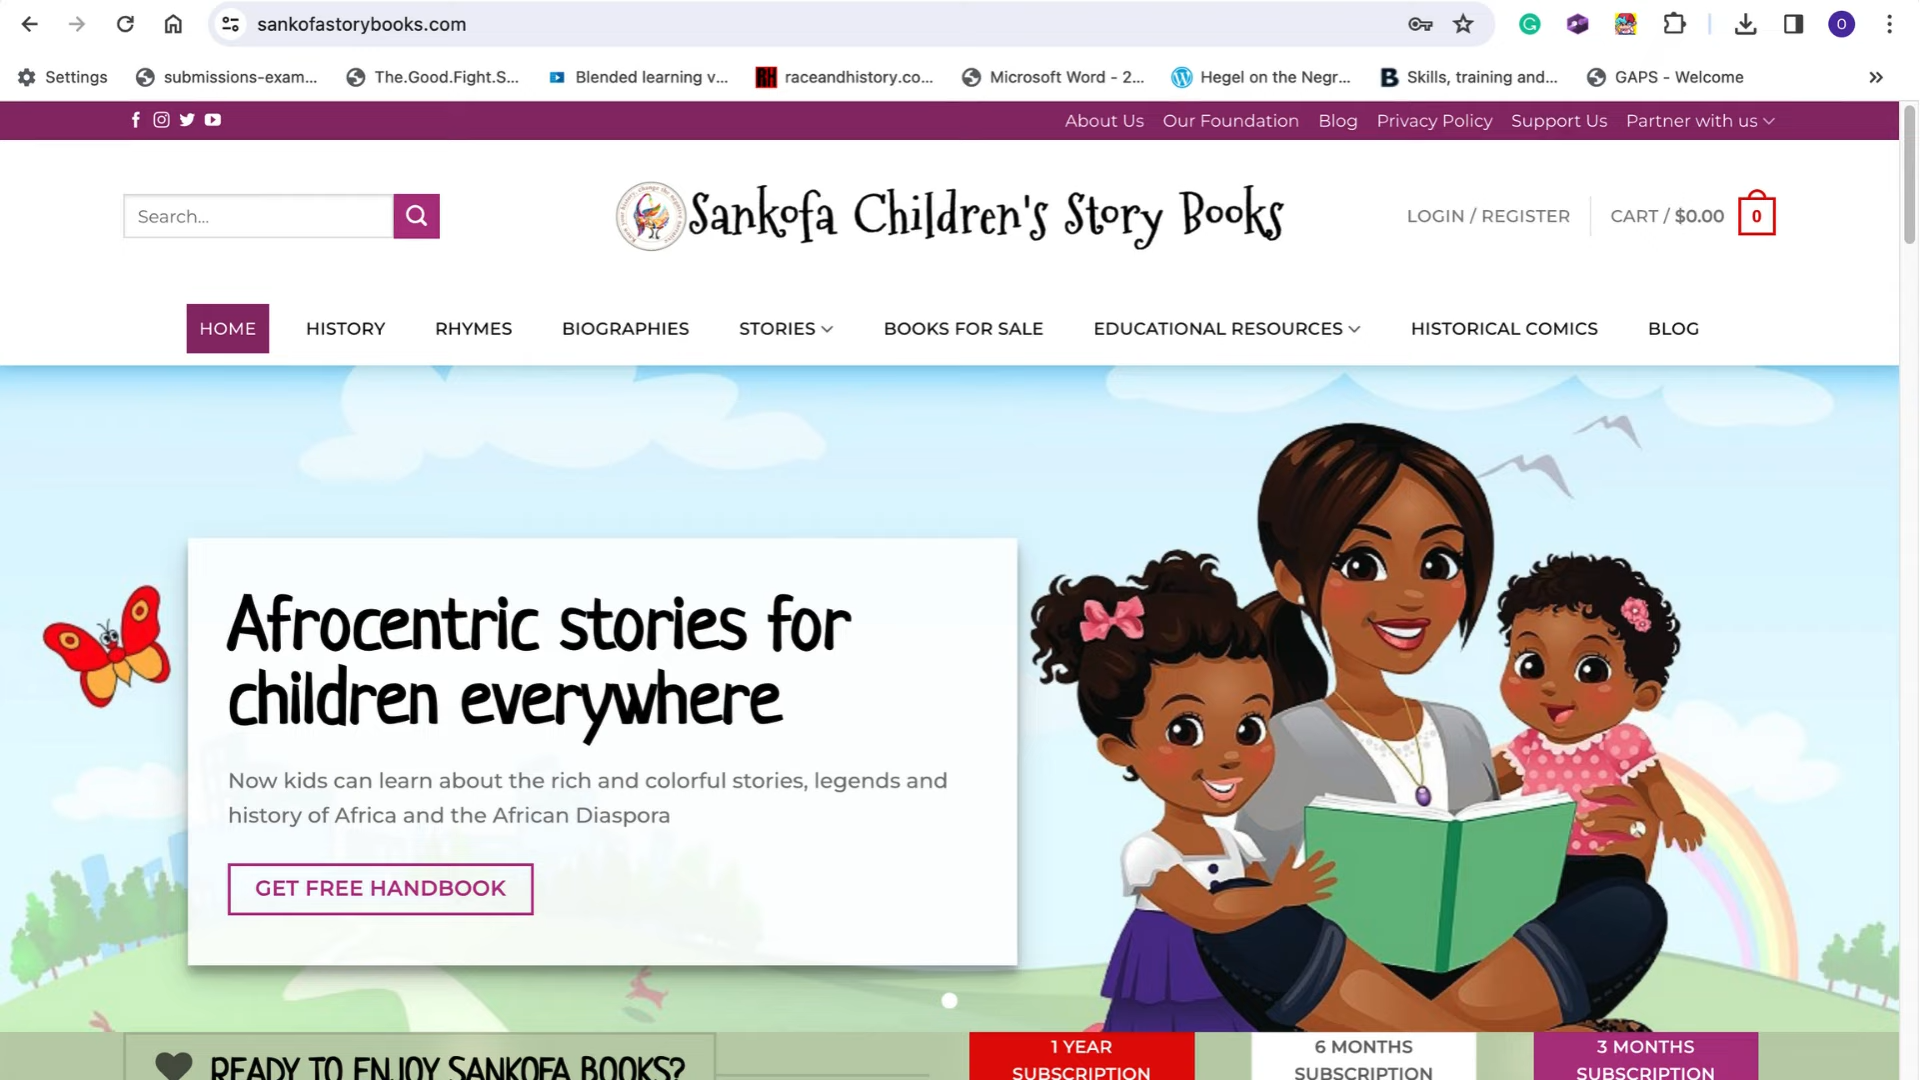 sankofastorybooks.com
Settings
submissions-exam...
The.Good.Fight.S...
Blended learning v...
RH
raceandhistory.co...
Microsoft Word - 2...
Hegel on the Negr...
B
Skills, training and...
GAPS - Welcome
O
About Us
Our Foundation
Blog
Privacy Policy
Support Us
Partner with us
Search...
Sankofa Children's Story Books
LOGIN / REGISTER
CART / $0.00
0
HOME
HISTORY
RHYMES
BIOGRAPHIES
STORIES
BOOKS FOR SALE
EDUCATIONAL RESOURCES
HISTORICAL COMICS
BLOG
Afrocentric stories for
children everywhere
Now kids can learn about the rich and colorful stories, legends and
history of Africa and the African Diaspora
GET FREE HANDBOOK
READY TO ENJOY SANKOFA BOOKS?
1 YEAR
SUBSCRIPTION
6 MONTHS
SUBSCRIPTION
3 MONTHS
SUBSCRIPTION